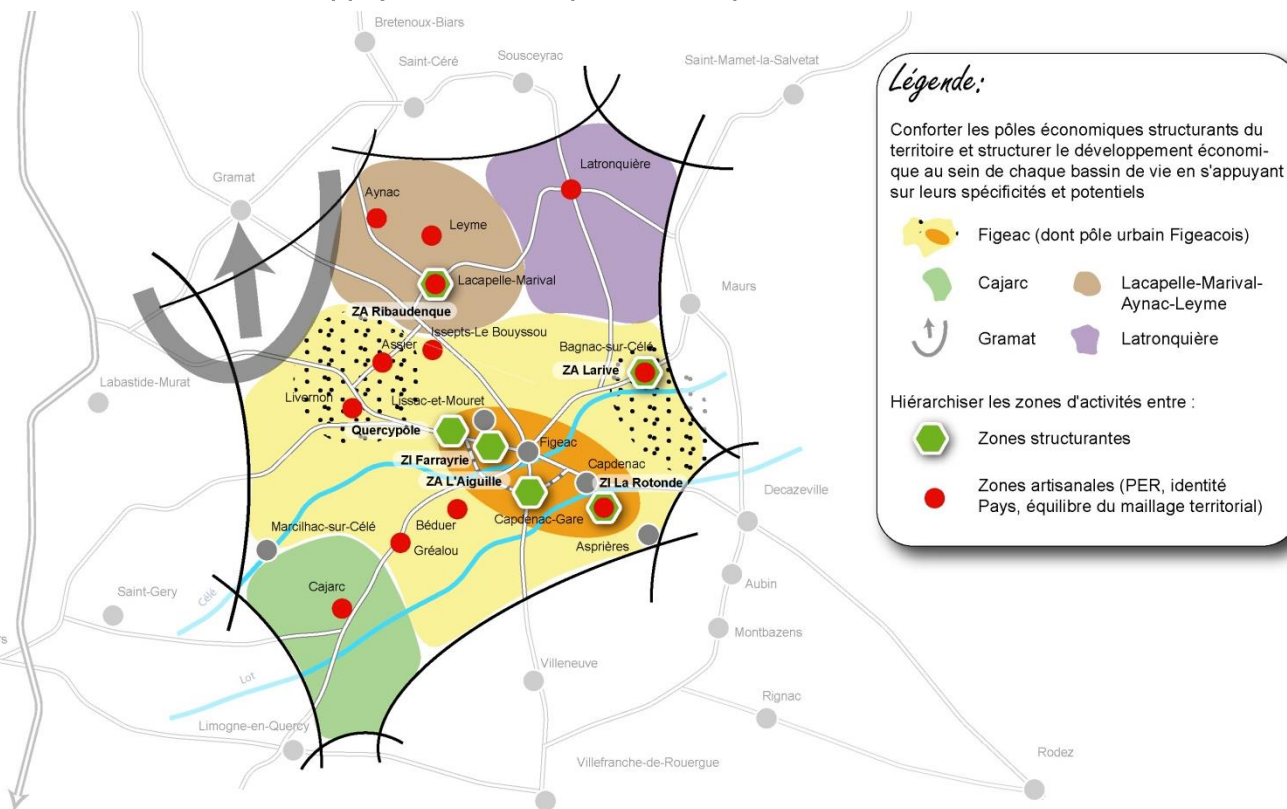 Bretenoux-Biars
Saint-Céré
Sousceyrac
Saint-Mamet-la-Salvetat
Gramat
Aynac
Leyme
Latronquière
Lacapelle-Marival
ZA Ribaudenque
Issepts-Le Bouyssou
Assier
Maurs
Bagnac-sur-Célé
ZA Larive
Labastide-Murat
Livernon
Lissac-et-Mouret
Quercypôle
ZI Farrayrie
Figeac
ZA L'Aiguille
Capdenac
ZI La Rotonde
Decazeville
Capdenac-Gare
Marcilhac-sur-Célé
Béduer
Gréalou
Asprières
Cajarc
Saint-Gery
Célé
Aubin
Montbazens
Lot
Villeneuve
Limogne-en-Quercy
Rignac
Villefranche-de-Rouergue
Rodez
Légende:
Conforter les pôles économiques structurants du
territoire et structurer le développement économi-
que au sein de chaque bassin de vie en s'appuyant
sur leurs spécificités et potentiels
Figeac (dont pôle urbain Figeacois)
Cajarc
Lacapelle-Marival-
Aynac-Leyme
Gramat
Latronquière
Hiérarchiser les zones d'activités entre :
Zones structurantes
Zones artisanales (PER, identité
Pays, équilibre du maillage territorial)